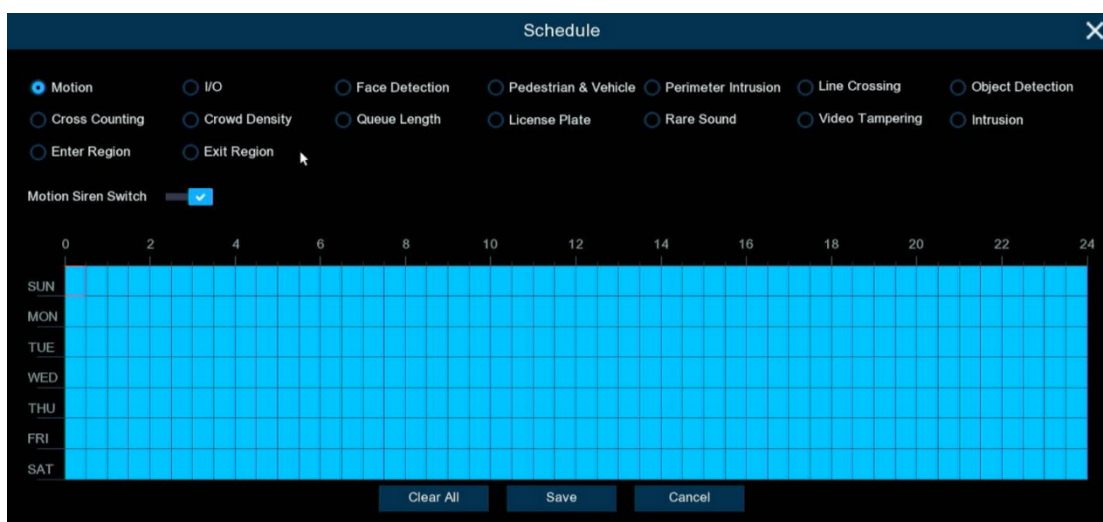 Schedule
Motion I/O Face Detection Pedestrian & Vehicle Perimeter Intrusion Line Crossing Object Detection
Cross Counting Crowd Density Queue Length License Plate Rare Sound Video Tampering Intrusion
Enter Region Exit Region
Motion Siren Switch
0 2 4 6 8 10 12 14 16 18 20 22 24
SUN
MON
TUE
WED
THU
FRI
SAT
Clear All Save Cancel